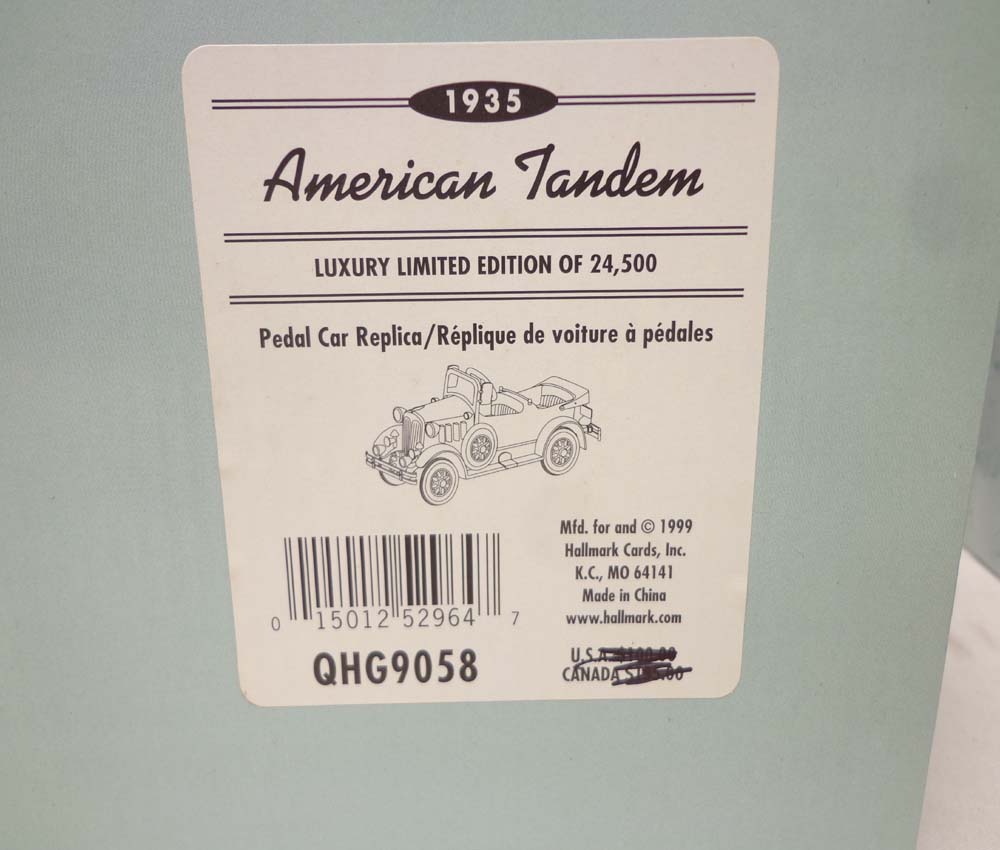 1935
American Tandem
LUXURY LIMITED EDITION OF 24,500
Pedal Car Replica/Réplique de voiture à pédales
Mfd. for and © 1999
Hallmark Cards, Inc.
K.C., MO 64141
Made in China
www.hallmark.com
0 15012 52964 7
QHG9058
U.S.A.
CANADA